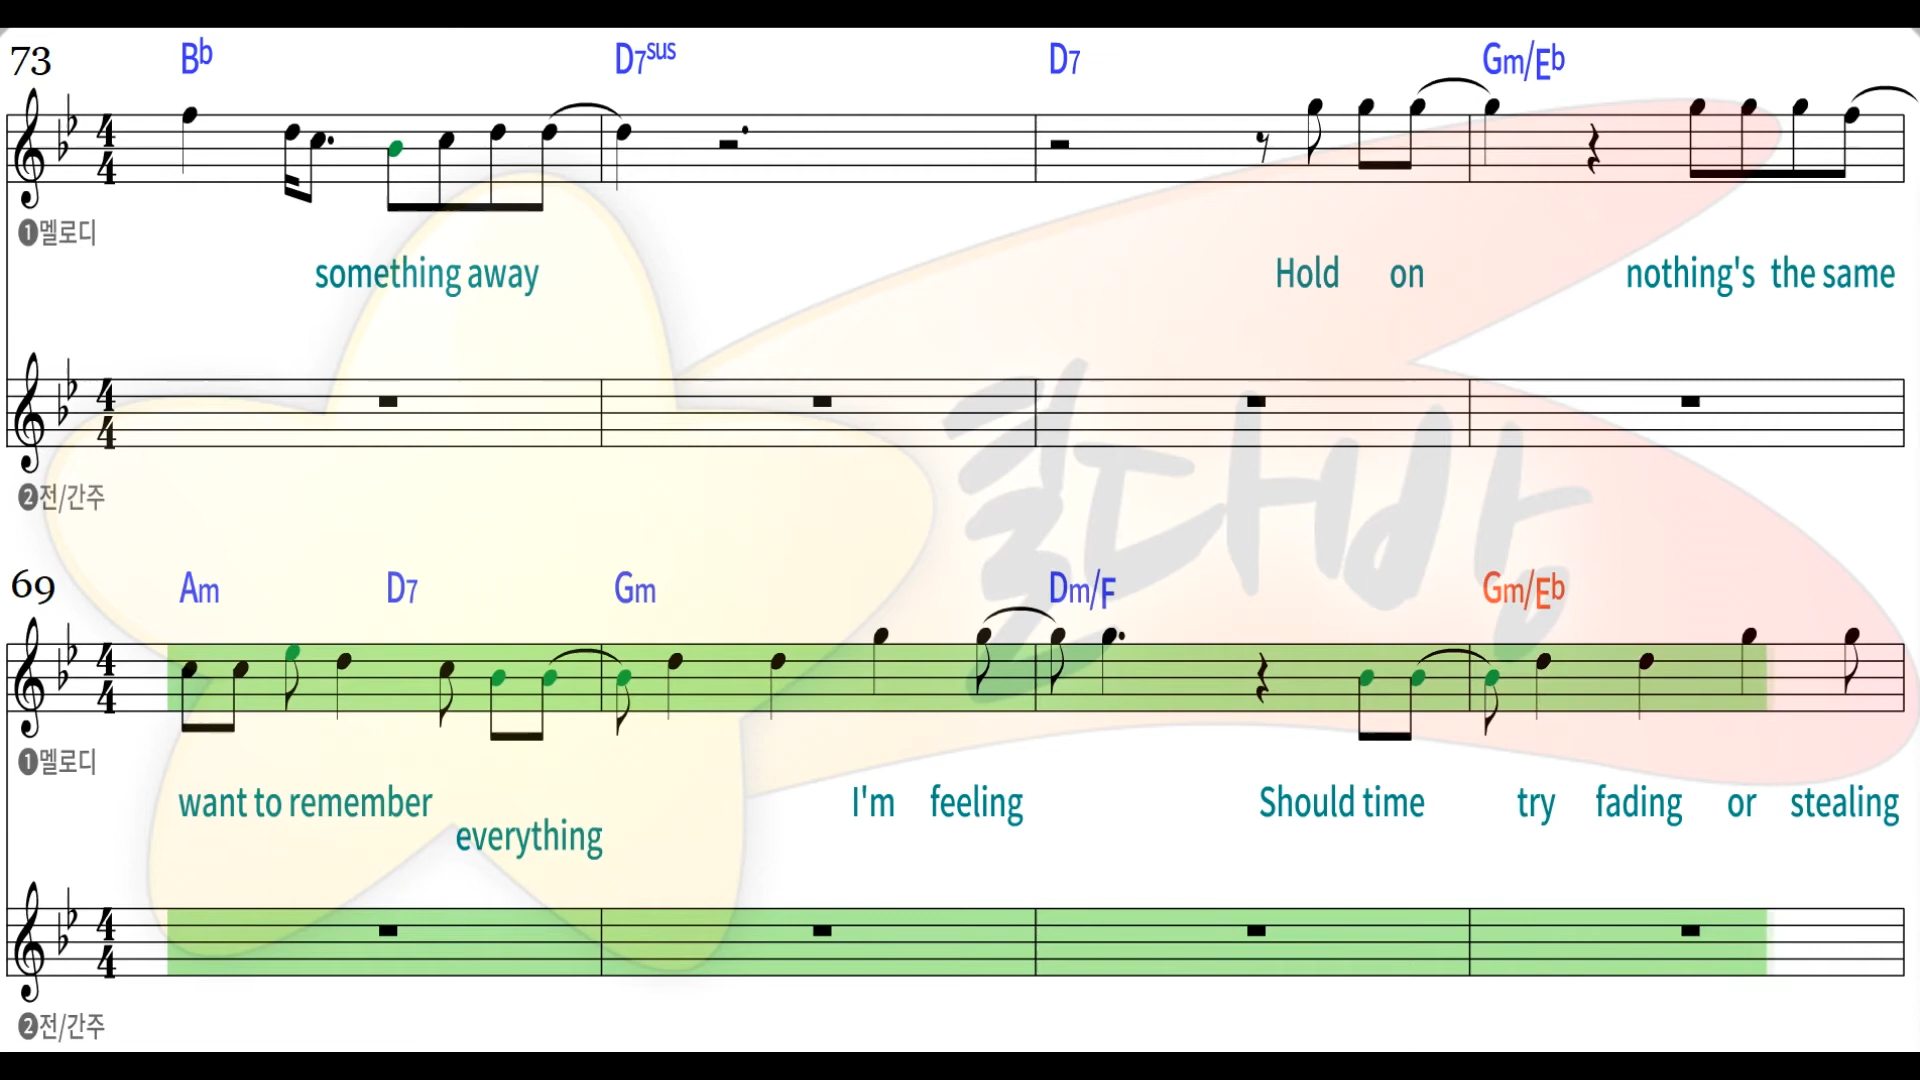 73 Bb D7sus D7 Gm/Eb
❶멜로디
something away Hold on nothing's the same
❷전/간주
69 Am D7 Gm Dm/F Gm/Eb
❶멜로디
want to remember everything I'm feeling Should time try fading or stealing
❷전/간주